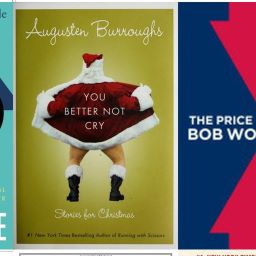 Augusten Burroughs
YOU
BETTER NOT
CRY
Stories for Christmas
#1 New York Times Bestselling Author of Running with Scissors
THE PRICE
BOB WO